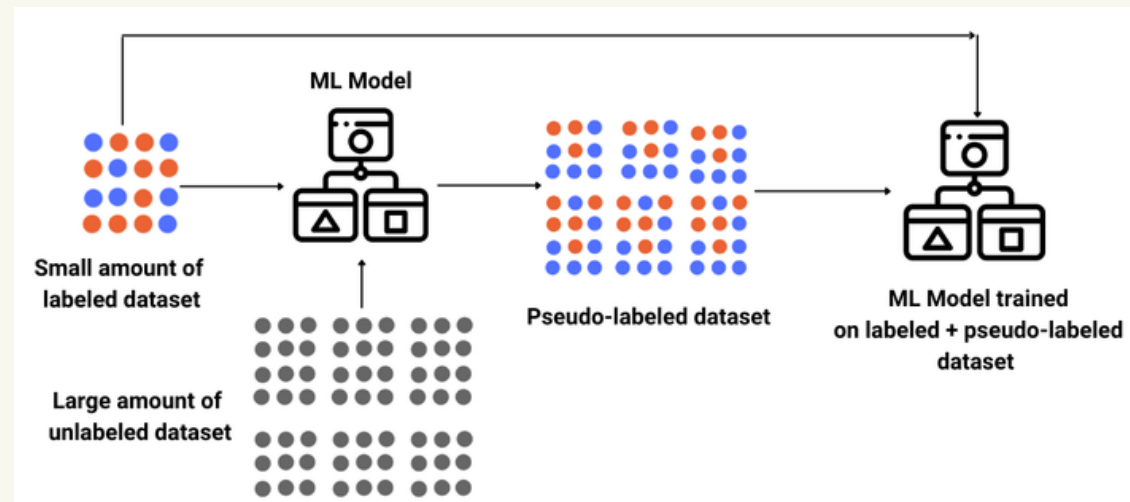 ML Model
Small amount of
labeled dataset
Large amount of
unlabeled dataset
Pseudo-labeled dataset
ML Model trained
on labeled + pseudo-labeled
dataset